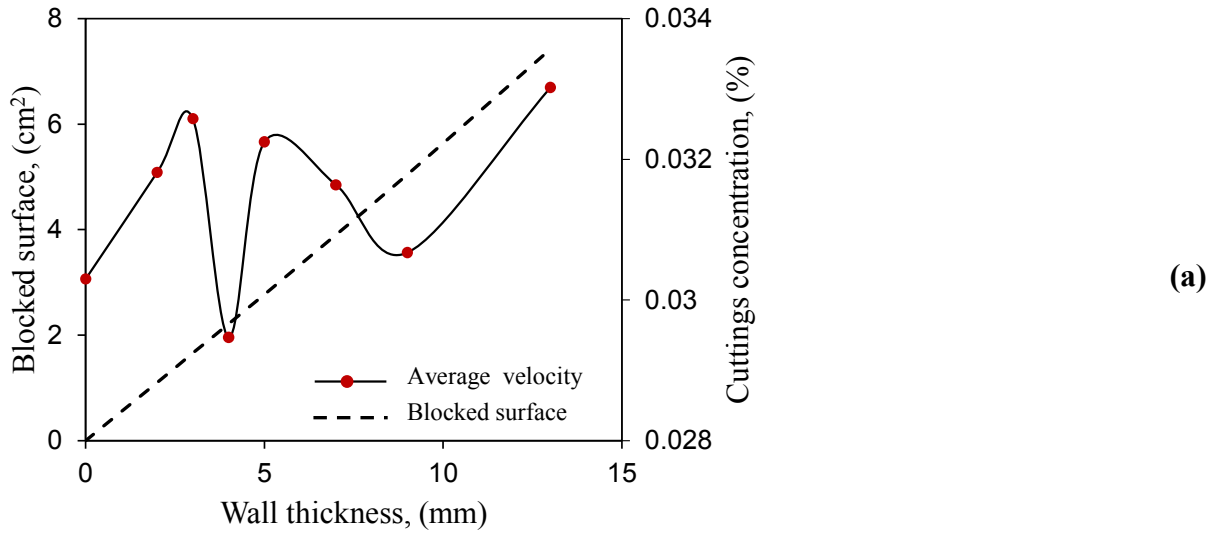 8
6
4
2
0
Blocked surface, (cm²)
0.034
0.032
0.03
0.028
Cuttings concentration, (%)
Average velocity
Blocked surface
0
5
10
15
Wall thickness, (mm)
(a)